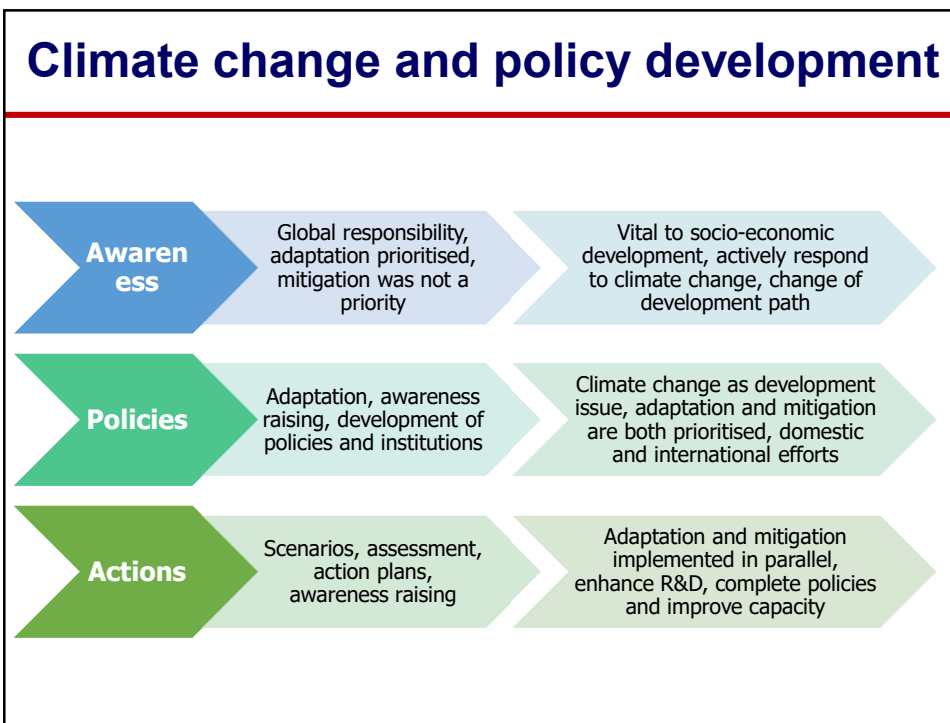 Climate change and policy development
Awaren
ess
Global responsibility,
adaptation prioritised,
mitigation was not a
priority
Vital to socio-economic
development, actively respond
to climate change, change of
development path
Policies
Adaptation, awareness
raising, development of
policies and institutions
Climate change as development
issue, adaptation and mitigation
are both prioritised, domestic
and international efforts
Actions
Scenarios, assessment,
action plans,
awareness raising
Adaptation and mitigation
implemented in parallel,
enhance R&D, complete policies
and improve capacity